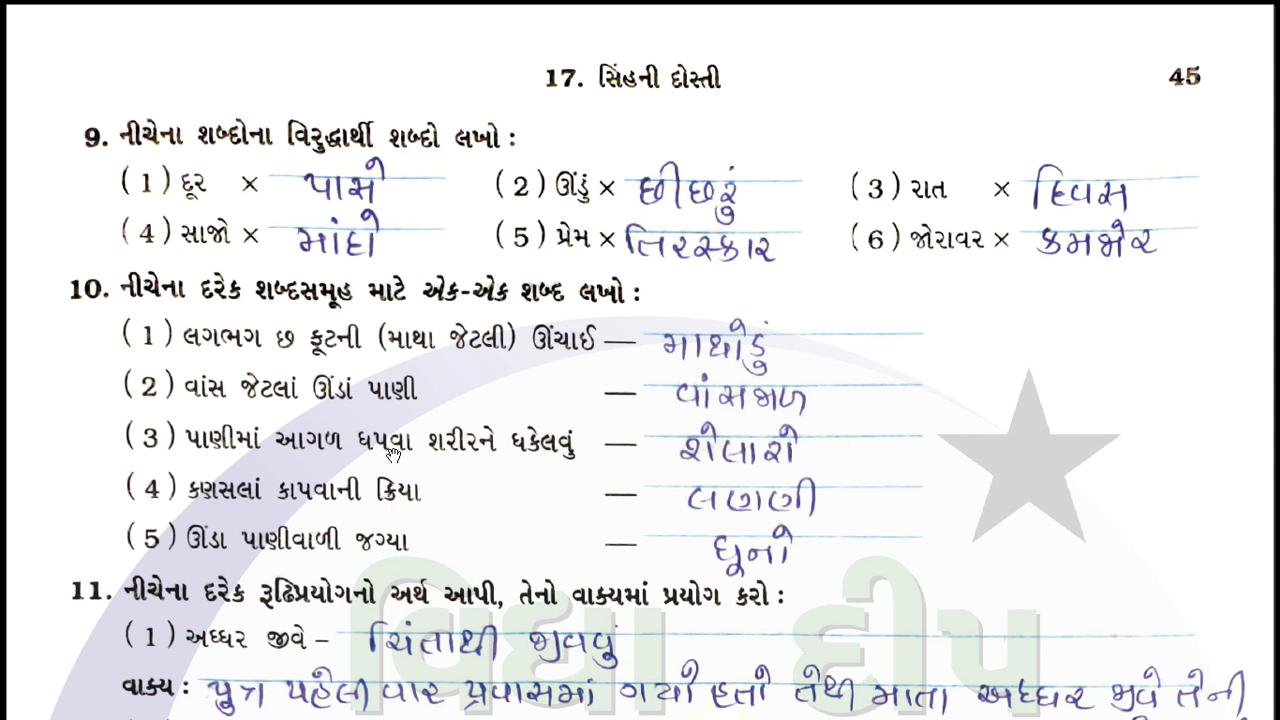 17. સિંહની દોસ્તી 45
9. નીચેના શબ્દોના વિરુદ્ધાર્થી શબ્દો લખો :
(1) દૂર × પાસે (2) ઊંડું × છીછરું (3) રાત × દિવસ
(4) સાજો × માંદો (5) પ્રેમ × તિરસ્કાર (6) જોરાવર × કમજોર
10. નીચેના દરેક શબ્દસમૂહ માટે એક-એક શબ્દ લખો :
(1) લગભગ છ ફૂટની (માથા જેટલી) ઊંચાઈ — માથોડું
(2) વાંસ જેટલાં ઊંડાં પાણી — વાંસજળ
(3) પાણીમાં આગળ ધપવા શરીરને ધકેલવું — શેલારો
(4) કણસલાં કાપવાની ક્રિયા — લણણી
(5) ઊંડા પાણીવાળી જગ્યા — ધૂનો
11. નીચેના દરેક રૂઢિપ્રયોગનો અર્થ આપી, તેનો વાક્યમાં પ્રયોગ કરો :
(1) અધ્ધર જીવે – ચિંતાથી જીવવું
વાક્ય : પુત્ર પહેલી વાર પ્રવાસમાં ગયો હતો તેથી માતા અધ્ધર જીવે તેની
વિદ્યા દીપ